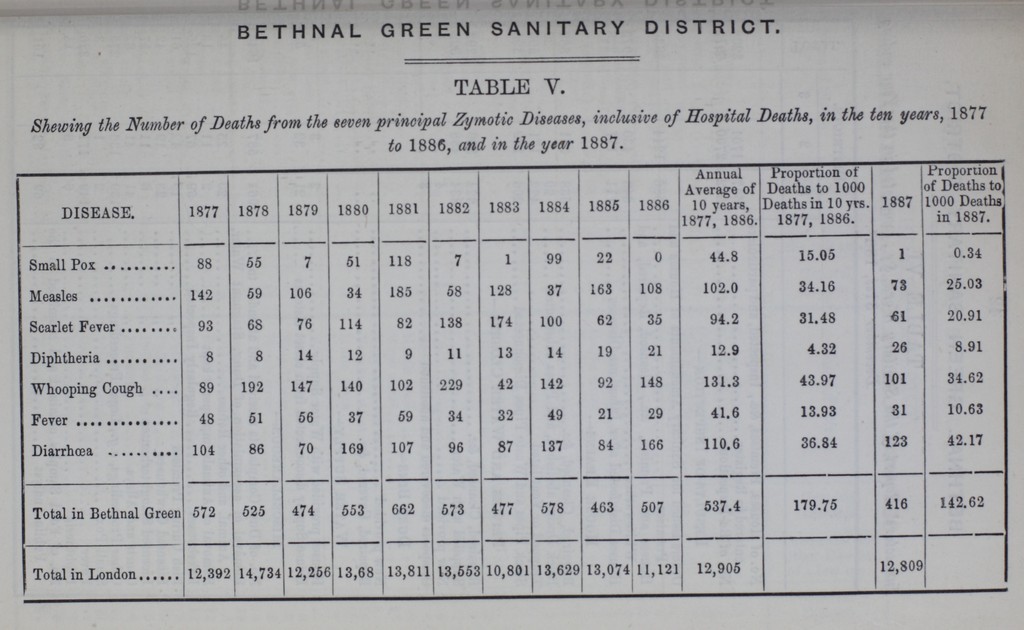 BETHNAL GREEN SANITARY DISTRICT.
TABLE V.
Shewing the Number of Deaths from the seven principal Zymotic Diseases, inclusive of Hospital Deaths, in the ten years, 1877
to 1886, and in the year 1887.
DISEASE. 1877 1878 1879 1880 1881 1882 1883 1884 1885 1886 Annual Average of 10 years, 1877, 1886. Proportion of Deaths to 1000 Deaths in 10 yrs. 1877, 1886. 1887 Proportion of Deaths to 1000 Deaths in 1887.
Small Pox .......... 88 55 7 51 118 7 1 99 22 0 44.8 15.05 1 0.34
Measles ............ 142 59 106 34 185 58 128 37 163 108 102.0 34.16 73 25.03
Scarlet Fever ........ 93 68 76 114 82 138 174 100 62 35 94.2 31.48 61 20.91
Diphtheria .......... 8 8 14 12 9 11 13 14 19 21 12.9 4.32 26 8.91
Whooping Cough .... 89 192 147 140 102 229 42 142 92 148 131.3 43.97 101 34.62
Fever .............. 48 51 56 37 59 34 32 49 21 29 41.6 13.93 31 10.63
Diarrhœa .......... 104 86 70 169 107 96 87 137 84 166 110.6 36.84 123 42.17
Total in Bethnal Green 572 525 474 553 662 573 477 578 463 507 537.4 179.75 416 142.62
Total in London...... 12,392 14,734 12,256 13,68 13,811 13,553 10,801 13,629 13,074 11,121 12,905 12,809